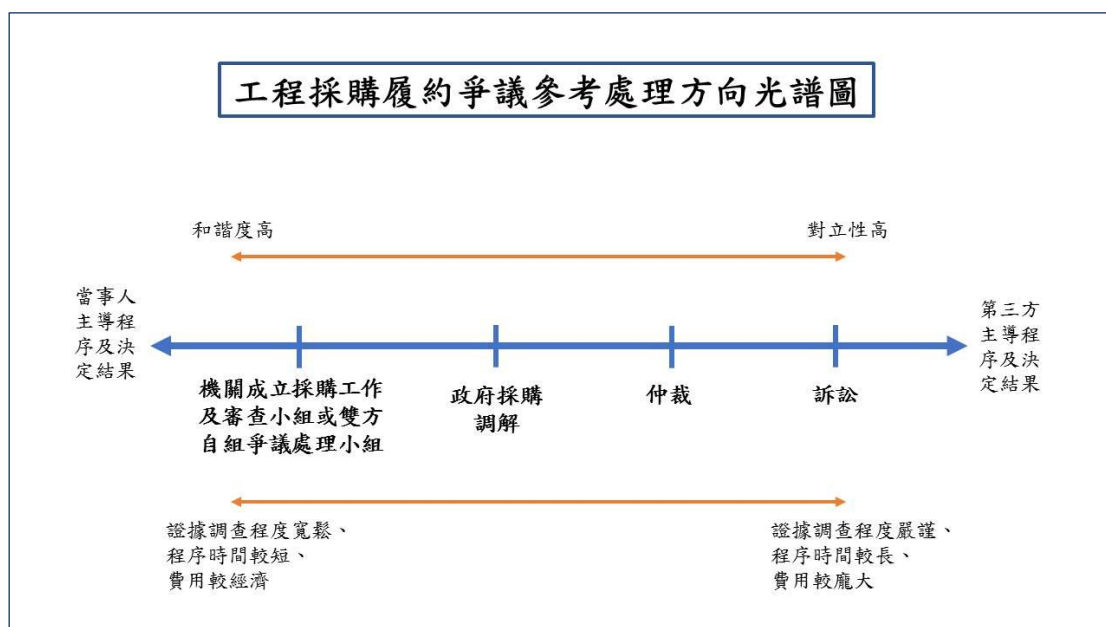 工程採購履約爭議參考處理方向光譜圖
和諧度高
對立性高
當事人
主導程
序及決
定結果
第三方
主導程
序及決
定結果
機關成立採購工作
及審查小組或雙方
自組爭議處理小組
政府採購
調解
仲裁
訴訟
證據調查程度寬鬆、
程序時間較短、
費用較經濟
證據調查程度嚴謹、
程序時間較長、
費用較龐大